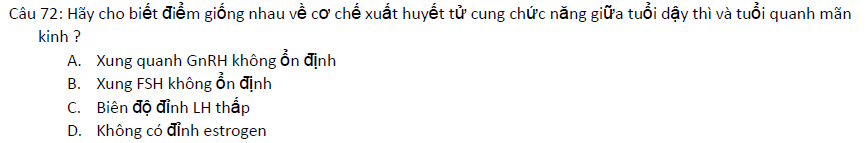 Câu 72: Hãy cho biết điểm giống nhau về cơ chế xuất huyết tử cung chức năng giữa tuổi dậy thì và tuổi quanh mãn
kinh ?
A. Xung quanh GnRH không ổn định
B. Xung FSH không ổn định
C. Biên độ đỉnh LH thấp
D. Không có đỉnh estrogen